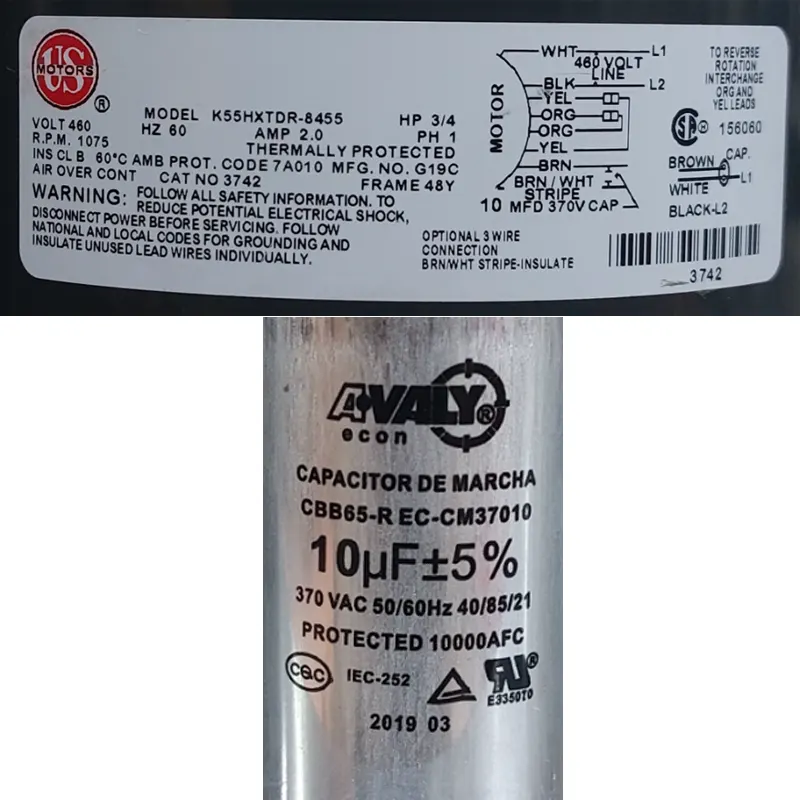 US
MOTORS
®
MODEL K55HXTDR-8455 HP 3/4
VOLT 460 HZ 60 AMP 2.0 PH 1
R.P.M. 1075 THERMALLY PROTECTED
INS CL B 60°C AMB PROT. CODE 7A010 MFG. NO. G19C
AIR OVER CONT CAT NO 3742 FRAME 48Y
WARNING: FOLLOW ALL SAFETY INFORMATION. TO
REDUCE POTENTIAL ELECTRICAL SHOCK,
DISCONNECT POWER BEFORE SERVICING. FOLLOW
NATIONAL AND LOCAL CODES FOR GROUNDING AND
INSULATE UNUSED LEAD WIRES INDIVIDUALLY.
MOTOR
WHT L1
460 VOLT
LINE
BLK L2
YEL
ORG
ORG
YEL
BRN
BRN / WHT
STRIPE
10 MFD 370V CAP
OPTIONAL 3 WIRE
CONNECTION
BRN/WHT STRIPE-INSULATE
TO REVERSE
ROTATION
INTERCHANGE
ORG AND
YEL LEADS
SA ® 156060
BROWN CAP.
WHITE L1
BLACK-L2
3742
AVALY®
econ
CAPACITOR DE MARCHA
CBB65-R EC-CM37010
10µF±5%
370 VAC 50/60Hz 40/85/21
PROTECTED 10000AFC
CQC IEC-252 RU®
E335070
2019 03